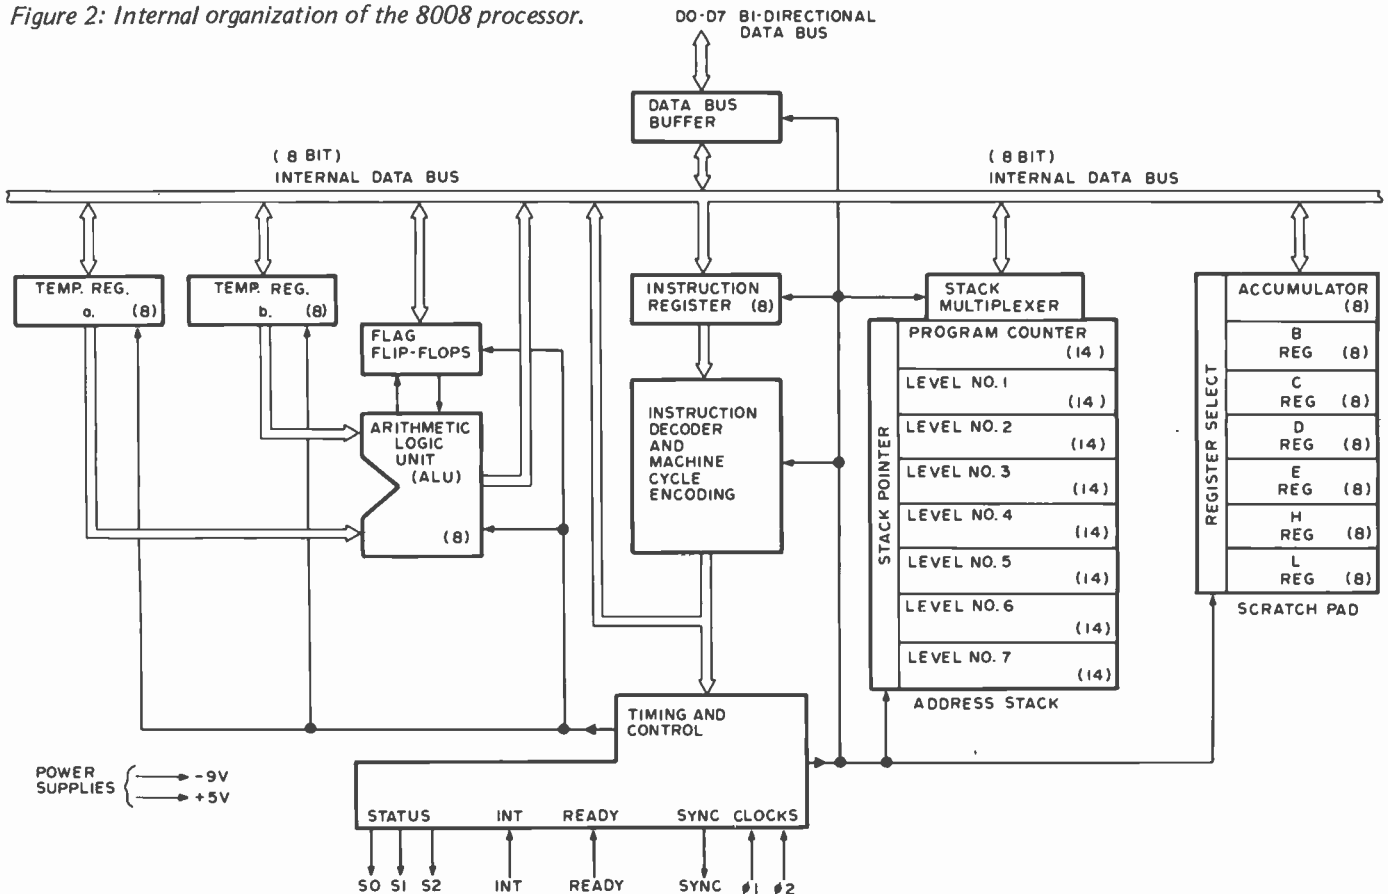 Figure 2: Internal organization of the 8008 processor.
D0-D7 BI-DIRECTIONAL
DATA BUS
DATA BUS
BUFFER
(8 BIT)
INTERNAL DATA BUS
(8 BIT)
INTERNAL DATA BUS
TEMP. REG.
a. (8)
TEMP. REG.
b. (8)
FLAG
FLIP-FLOPS
ARITHMETIC
LOGIC
UNIT
(ALU)
(8)
INSTRUCTION
REGISTER (8)
INSTRUCTION
DECODER
AND
MACHINE
CYCLE
ENCODING
STACK
MULTIPLEXER
STACK POINTER
PROGRAM COUNTER
(14)
LEVEL NO. 1
(14)
LEVEL NO. 2
(14)
LEVEL NO. 3
(14)
LEVEL NO. 4
(14)
LEVEL NO. 5
(14)
LEVEL NO. 6
(14)
LEVEL NO. 7
(14)
ADDRESS STACK
REGISTER SELECT
ACCUMULATOR
(8)
B
REG (8)
C
REG (8)
D
REG (8)
E
REG (8)
H
REG (8)
L
REG (8)
SCRATCH PAD
TIMING AND
CONTROL
POWER
SUPPLIES
-9V
+5V
STATUS INT READY SYNC CLOCKS
S0 S1 S2 INT READY SYNC ø1 ø2